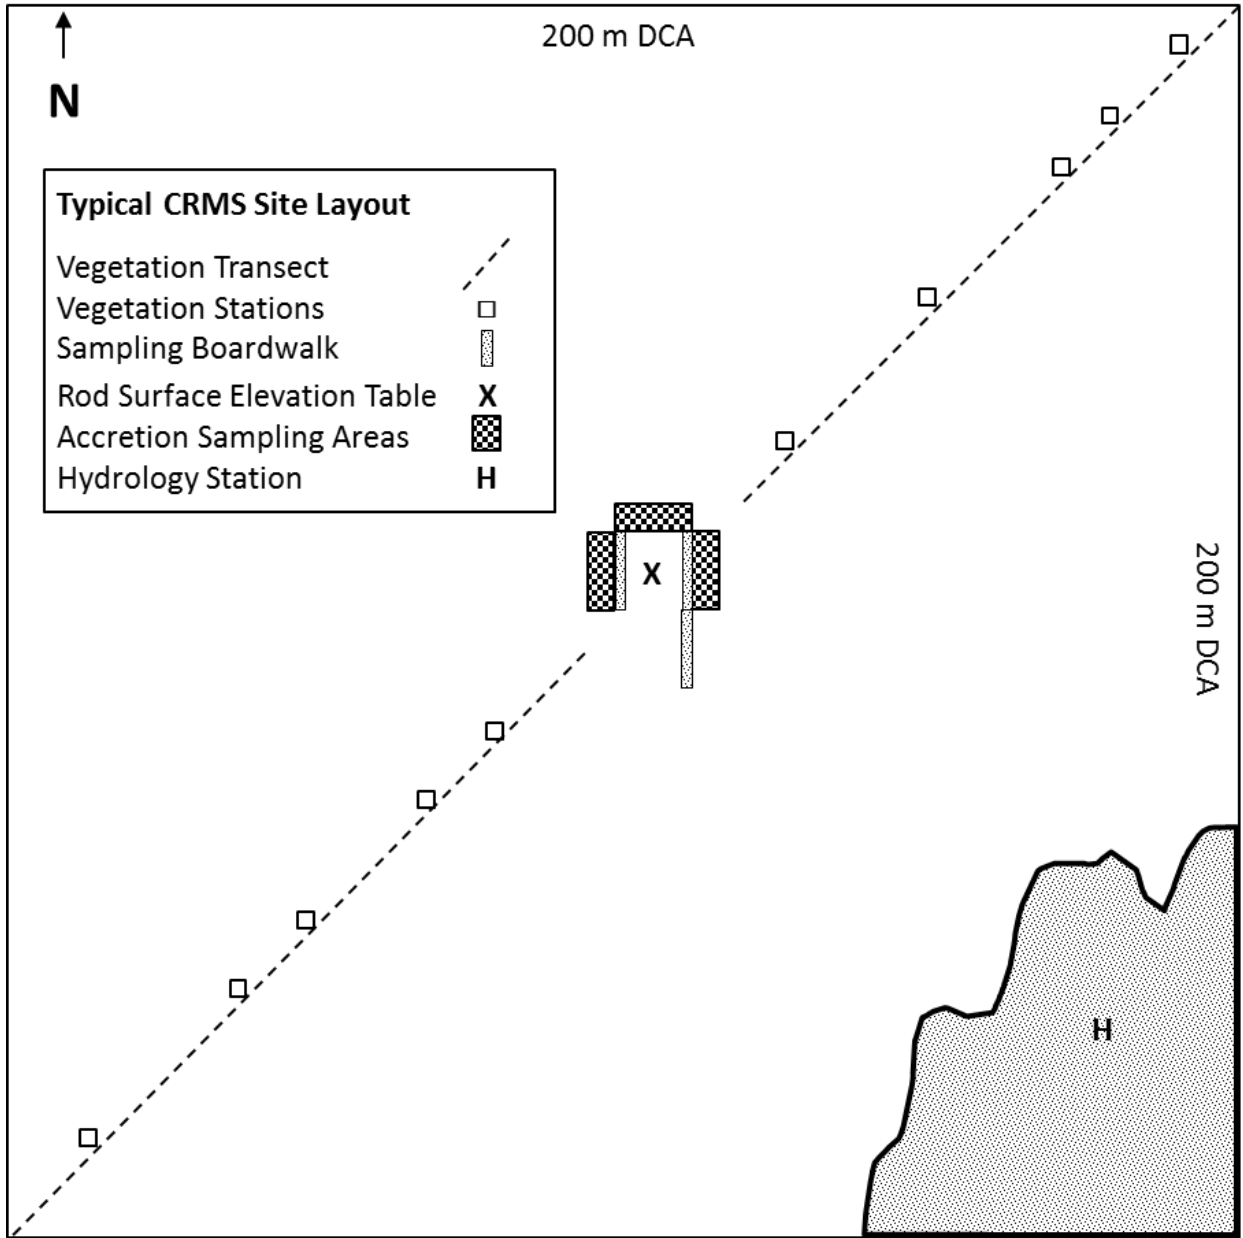 200 m DCA
N
Typical CRMS Site Layout
Vegetation Transect
Vegetation Stations
Sampling Boardwalk
Rod Surface Elevation Table X
Accretion Sampling Areas
Hydrology Station H
X
200 m DCA
H